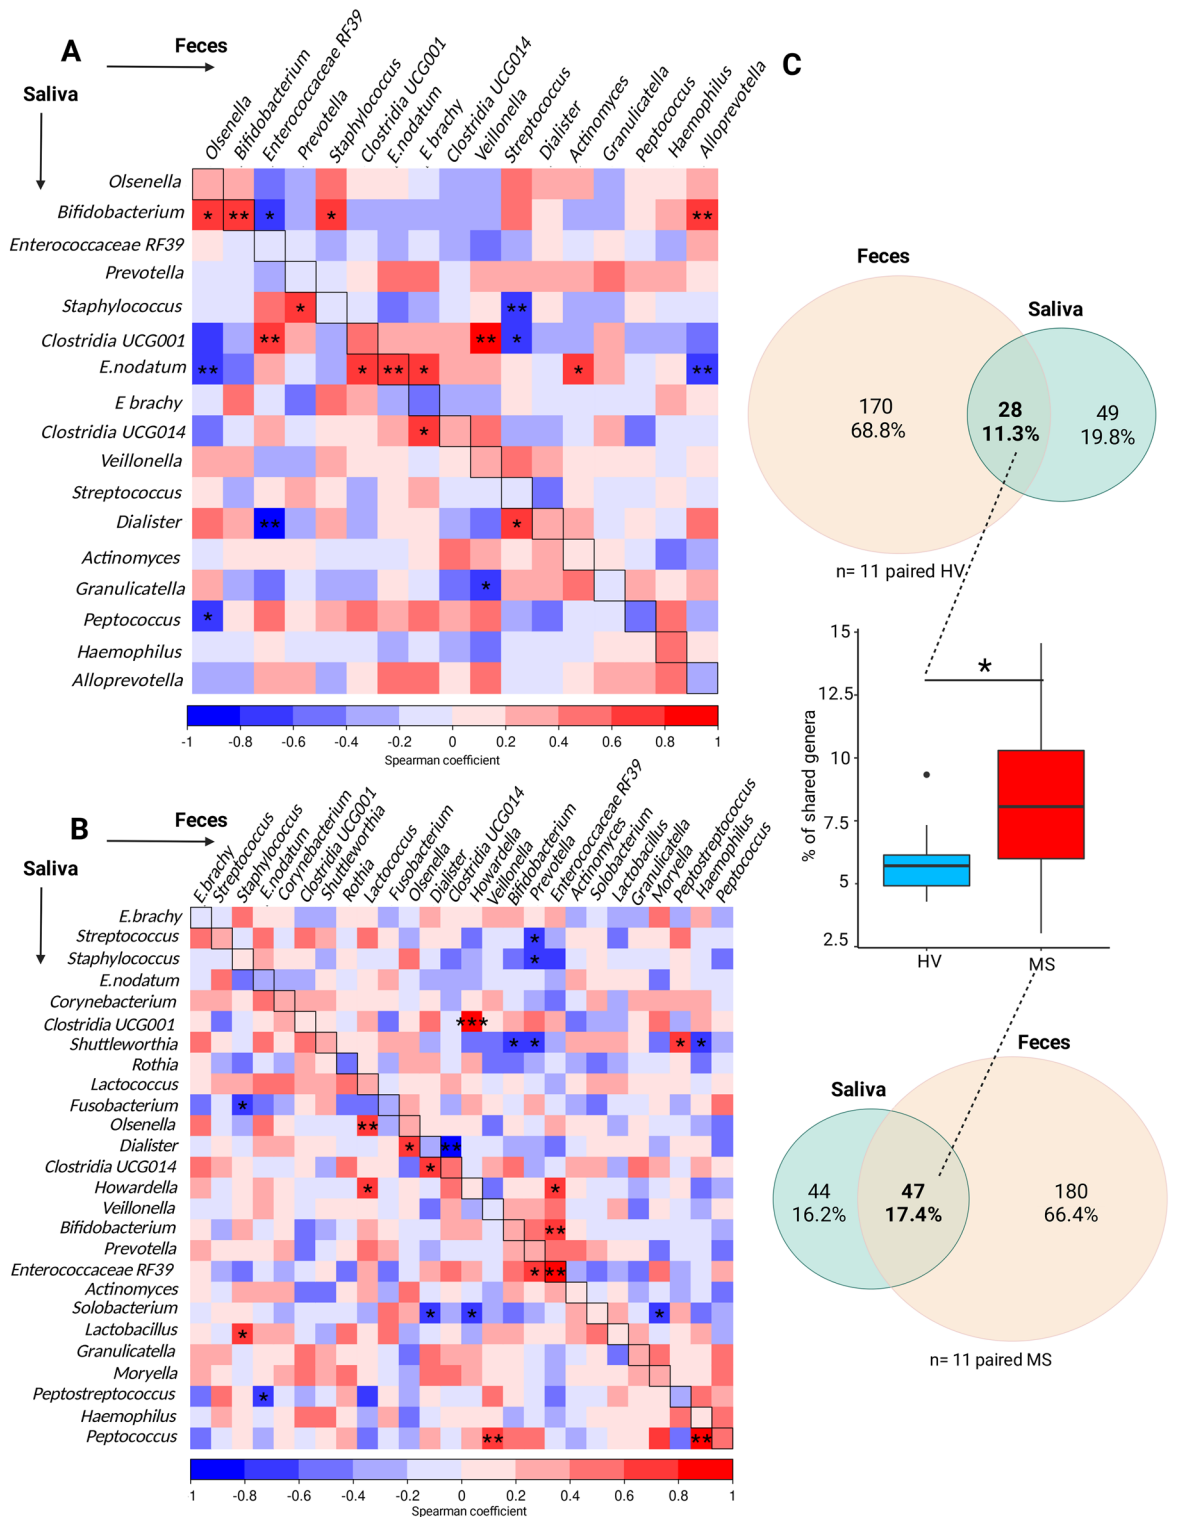 A
Feces
Saliva
Olsenella
Bifidobacterium
Enterococcaceae RF39
Prevotella
Staphylococcus
Clostridia UCG001
E.nodatum
E brachy
Clostridia UCG014
Veillonella
Streptococcus
Dialister
Actinomyces
Granulicatella
Peptococcus
Haemophilus
Alloprevotella
Olsenella
Bifidobacterium
* ** * * **
Enterococcaceae RF39
Prevotella
Staphylococcus
* **
Clostridia UCG001
** ** *
E.nodatum
** * ** * * **
E brachy
Clostridia UCG014
*
Veillonella
Streptococcus
Dialister
** *
Actinomyces
Granulicatella
*
Peptococcus
*
Haemophilus
Alloprevotella
-1 -0.8 -0.6 -0.4 -0.2 0 0.2 0.4 0.6 0.8 1
Spearman coefficient
B
Feces
Saliva
E.brachy
Streptococcus
Staphylococcus
E.nodatum
Corynebacterium
Clostridia UCG001
Shuttleworthia
Rothia
Lactococcus
Fusobacterium
Olsenella
Dialister
Clostridia UCG014
Howardella
Veillonella
Bifidobacterium
Prevotella
Enterococcaceae RF39
Actinomyces
Solobacterium
Lactobacillus
Granulicatella
Moryella
Peptostreptococcus
Haemophilus
Peptococcus
E.brachy
Streptococcus
*
Staphylococcus
*
E.nodatum
Corynebacterium
Clostridia UCG001
***
Shuttleworthia
* * * *
Rothia
Lactococcus
Fusobacterium
*
Olsenella
**
Dialister
* **
Clostridia UCG014
*
Howardella
* *
Veillonella
Bifidobacterium
**
Prevotella
Enterococcaceae RF39
* **
Actinomyces
Solobacterium
* * *
Lactobacillus
*
Granulicatella
Moryella
Peptostreptococcus
*
Haemophilus
Peptococcus
** **
1 -0.8 -0.6 -0.4 -0.2 0 0.2 0.4 0.6 0.8 1
Spearman coefficient
C
Feces
Saliva
170
68.8%
28
11.3%
49
19.8%
n= 11 paired HV
% of shared genera
15
12.5
10
7.5
5
2.5
*
HV MS
Feces
Saliva
44
16.2%
47
17.4%
180
66.4%
n= 11 paired MS